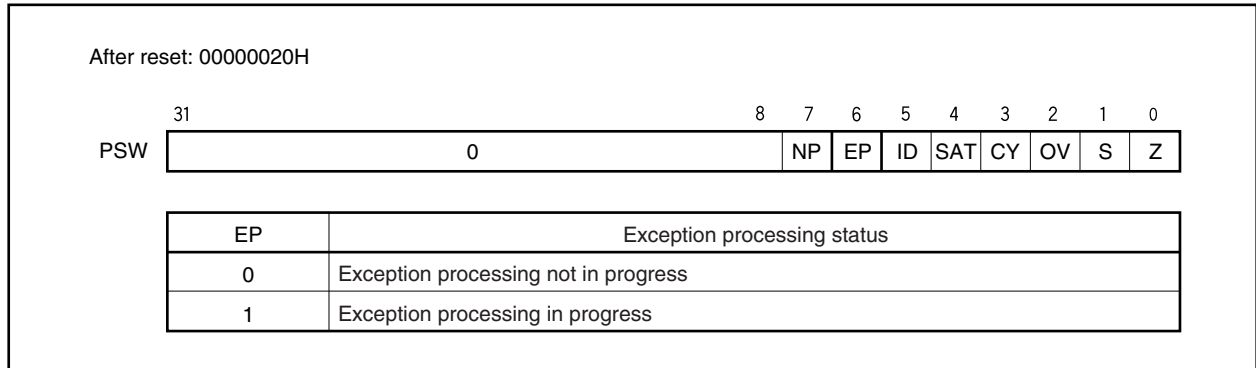 After reset: 00000020H
31 8 7 6 5 4 3 2 1 0
PSW 0 NP EP ID SAT CY OV S Z
EP Exception processing status
0 Exception processing not in progress
1 Exception processing in progress